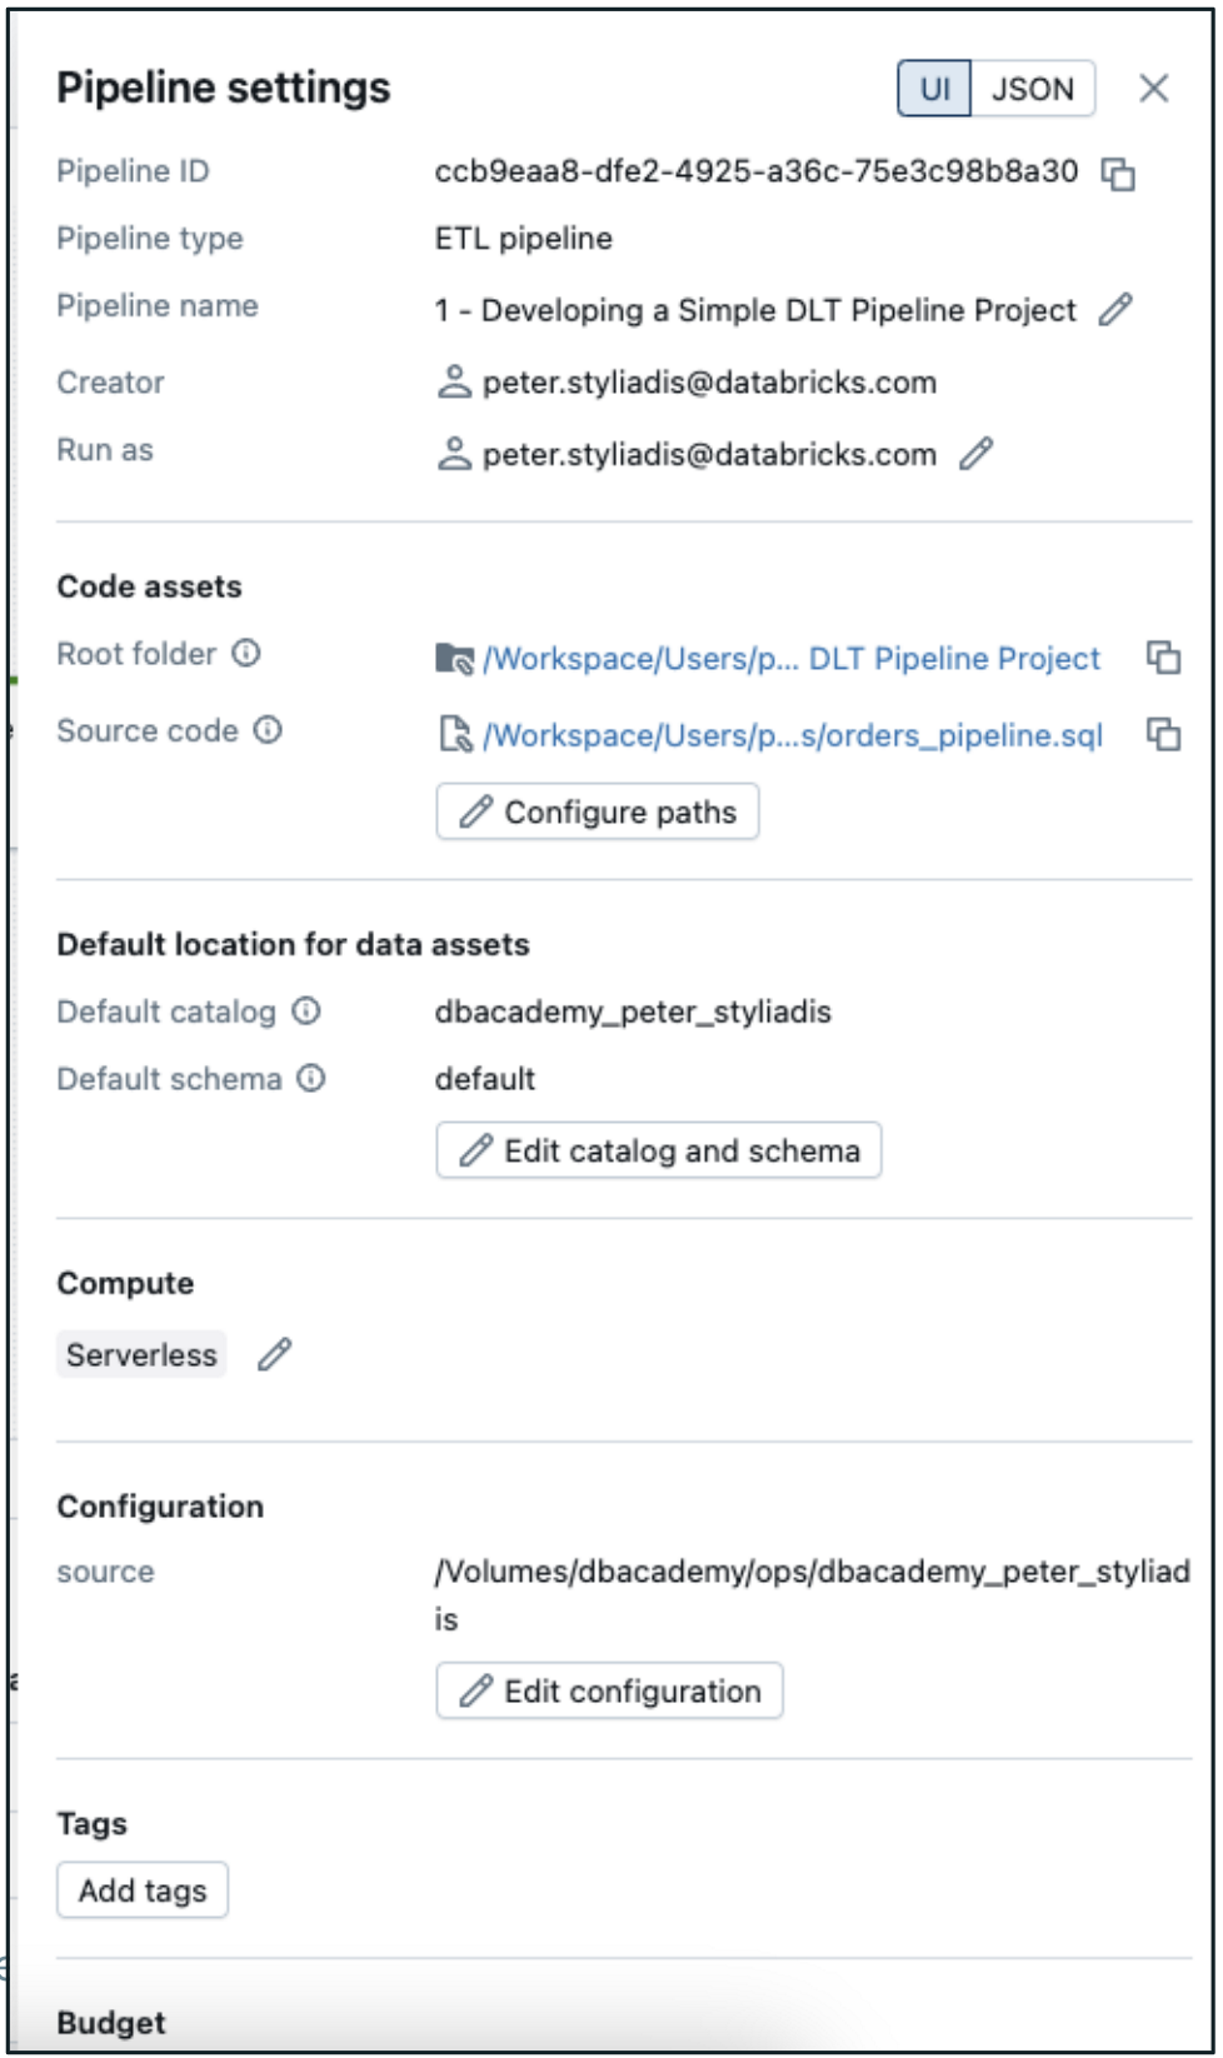 Pipeline settings
UI JSON
Pipeline ID ccb9eaa8-dfe2-4925-a36c-75e3c98b8a30
Pipeline type ETL pipeline
Pipeline name 1 - Developing a Simple DLT Pipeline Project
Creator peter.styliadis@databricks.com
Run as peter.styliadis@databricks.com
Code assets
Root folder /Workspace/Users/p... DLT Pipeline Project
Source code /Workspace/Users/p...s/orders_pipeline.sql
Configure paths
Default location for data assets
Default catalog dbacademy_peter_styliadis
Default schema default
Edit catalog and schema
Compute
Serverless
Configuration
source /Volumes/dbacademy/ops/dbacademy_peter_styliad
is
Edit configuration
Tags
Add tags
Budget